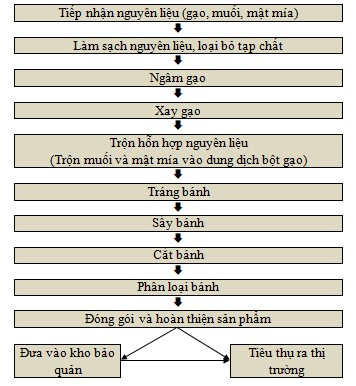 Tiếp nhận nguyên liệu (gạo, muối, mật mía)
Làm sạch nguyên liệu, loại bỏ tạp chất
Ngâm gạo
Xay gạo
Trộn hỗn hợp nguyên liệu
(Trộn muối và mật mía vào dung dịch bột gạo)
Tráng bánh
Sấy bánh
Cắt bánh
Phân loại bánh
Đóng gói và hoàn thiện sản phẩm
Đưa vào kho bảo
quản
Tiêu thụ ra thị
trường